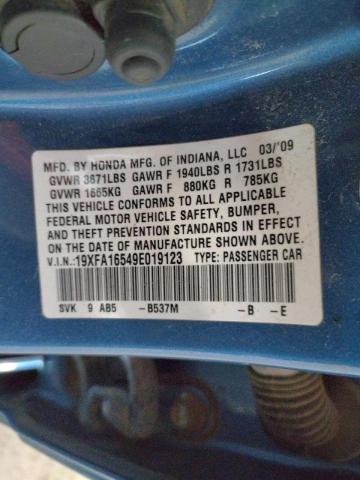 MFD. BY HONDA MFG. OF INDIANA, LLC 03/'09
GVWR 3671LBS GAWR F 1940LBS R 1731LBS
GVWR 1665KG GAWR F 880KG R 785KG
THIS VEHICLE CONFORMS TO ALL APPLICABLE
FEDERAL MOTOR VEHICLE SAFETY, BUMPER,
AND THEFT PREVENTION STANDARDS IN EFFECT
ON THE DATE OF MANUFACTURE SHOWN ABOVE.
V.I.N.:19XFA16549E019123 TYPE: PASSENGER CAR
SVK 9 AB5 -B537M -B -E